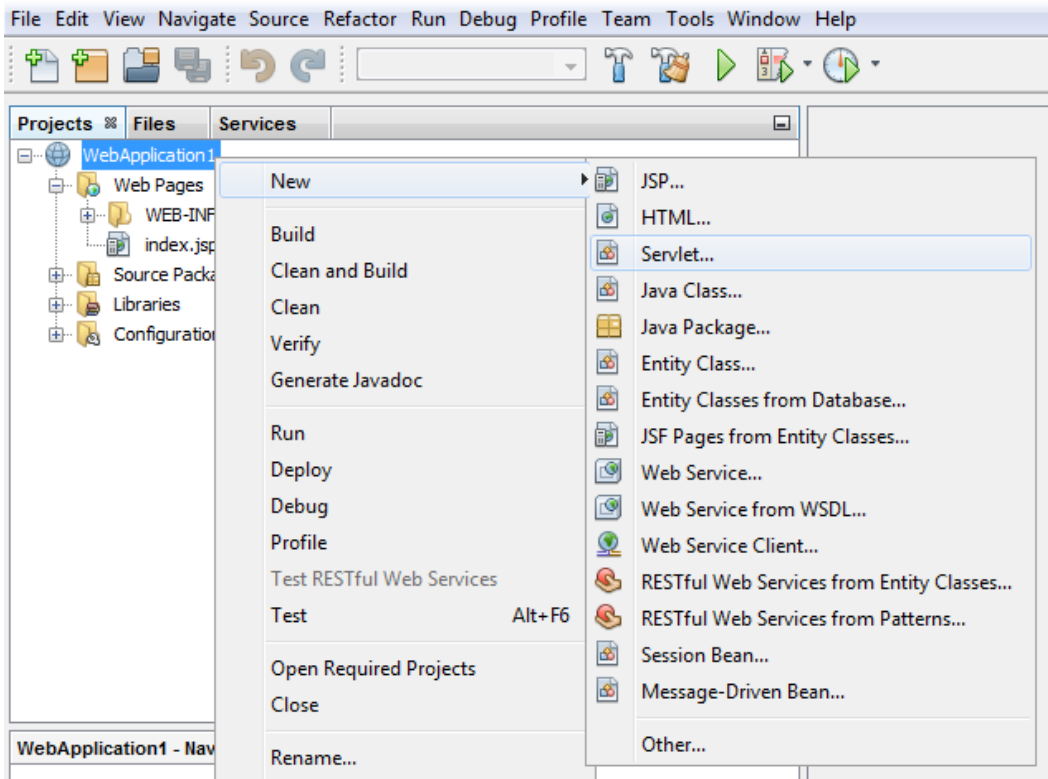 File Edit View Navigate Source Refactor Run Debug Profile Team Tools Window Help
Projects Files Services
WebApplication1
Web Pages
WEB-INF
index.jsp
Source Packa
Libraries
Configuration
WebApplication1 - Nav
New
Build
Clean and Build
Clean
Verify
Generate Javadoc
Run
Deploy
Debug
Profile
Test RESTful Web Services
Test Alt+F6
Open Required Projects
Close
Rename...
JSP...
HTML...
Servlet...
Java Class...
Java Package...
Entity Class...
Entity Classes from Database...
JSF Pages from Entity Classes...
Web Service...
Web Service from WSDL...
Web Service Client...
RESTful Web Services from Entity Classes...
RESTful Web Services from Patterns...
Session Bean...
Message-Driven Bean...
Other...